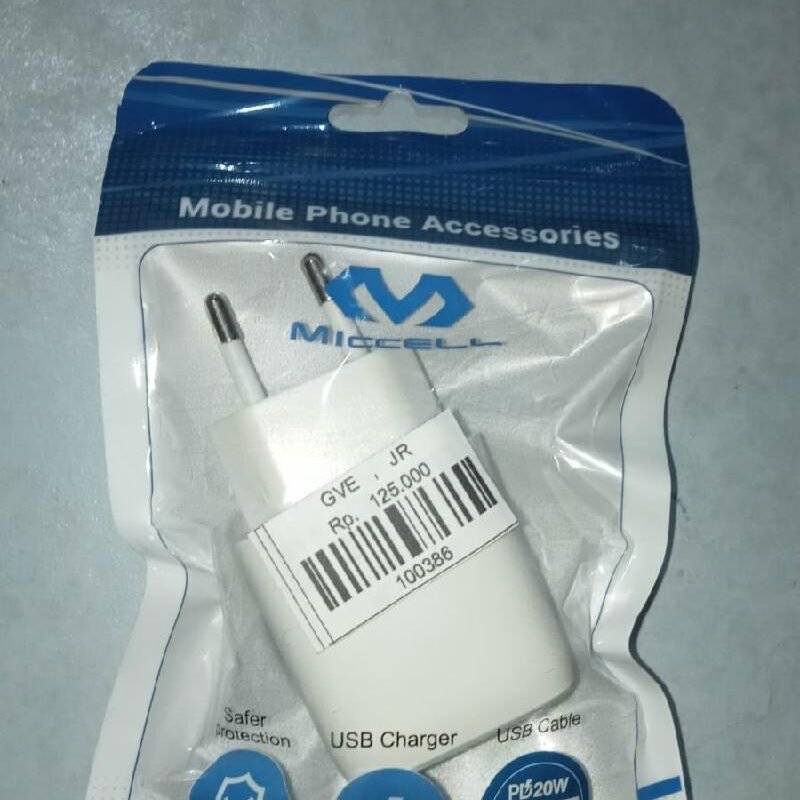 Mobile Phone Accessories
MICCELL
GVE , JR
Rp. 125.000
100386
Safer
Protection
USB Charger
USB Cable
PD20W